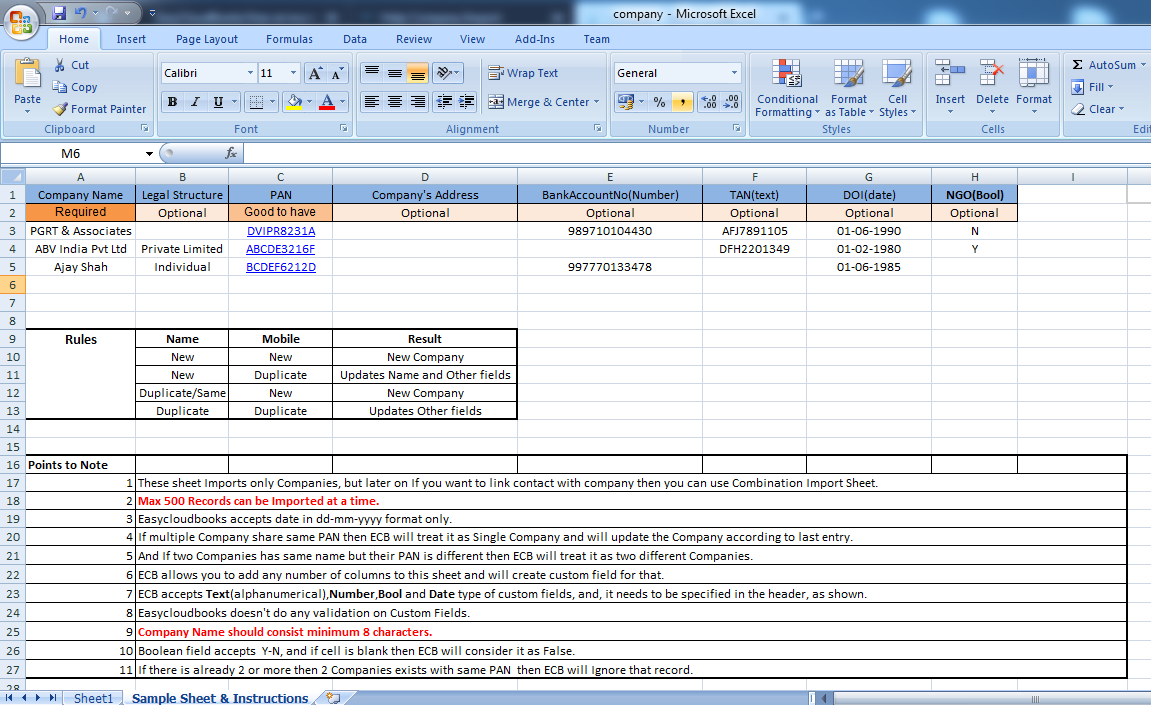 company - Microsoft Excel
Home Insert Page Layout Formulas Data Review View Add-Ins Team
Paste Cut Copy Format Painter Clipboard
Calibri 11 A A B I U A Font
Wrap Text Merge & Center Alignment
General % , .00 .0 Number
Conditional Formatting Format as Table Cell Styles Styles
Insert Delete Format Cells
Σ AutoSum Fill Clear Edit
M6 fx
A B C D E F G H I
1 Company Name Legal Structure PAN Company's Address BankAccountNo(Number) TAN(text) DOI(date) NGO(Bool)
2 Required Optional Good to have Optional Optional Optional Optional Optional
3 PGRT & Associates DVIPR8231A 989710104430 AFJ7891105 01-06-1990 N
4 ABV India Pvt Ltd Private Limited ABCDE3216F DFH2201349 01-02-1980 Y
5 Ajay Shah Individual BCDEF6212D 997770133478 01-06-1985
6
7
8
9 Rules Name Mobile Result
10 New New New Company
11 New Duplicate Updates Name and Other fields
12 Duplicate/Same New New Company
13 Duplicate Duplicate Updates Other fields
14
15
16 Points to Note
17 1 These sheet Imports only Companies, but later on If you want to link contact with company then you can use Combination Import Sheet.
18 2 Max 500 Records can be Imported at a time.
19 3 Easycloudbooks accepts date in dd-mm-yyyy format only.
20 4 If multiple Company share same PAN then ECB will treat it as Single Company and will update the Company according to last entry.
21 5 And If two Companies has same name but their PAN is different then ECB will treat it as two different Companies.
22 6 ECB allows you to add any number of columns to this sheet and will create custom field for that.
23 7 ECB accepts Text(alphanumerical),Number,Bool and Date type of custom fields, and, it needs to be specified in the header, as shown.
24 8 Easycloudbooks doesn't do any validation on Custom Fields.
25 9 Company Name should consist minimum 8 characters.
26 10 Boolean field accepts Y-N, and if cell is blank then ECB will consider it as False.
27 11 If there is already 2 or more then 2 Companies exists with same PAN then ECB will Ignore that record.
28
Sheet1 Sample Sheet & Instructions